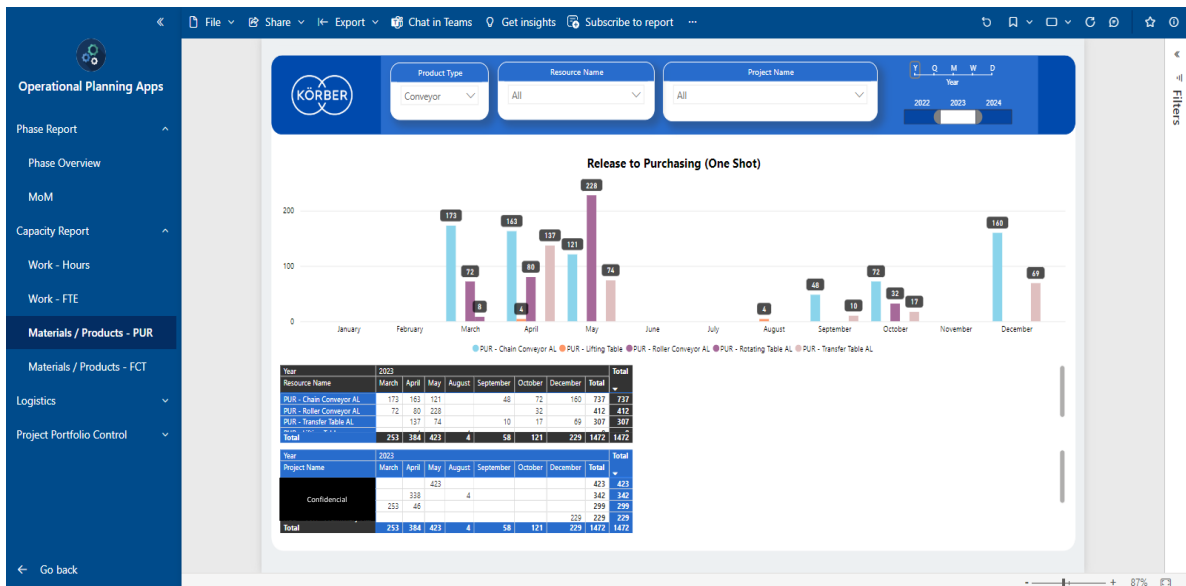 File Share Export Chat in Teams Get insights Subscribe to report ...
Operational Planning Apps
Phase Report
Phase Overview
MoM
Capacity Report
Work - Hours
Work - FTE
Materials / Products - PUR
Materials / Products - FCT
Logistics
Project Portfolio Control
Go back
KÖRBER
Product Type
Conveyor
Resource Name
All
Project Name
All
Y Q M W D
Year
2022 2023 2024
Filters
Release to Purchasing (One Shot)
228
173 163 137 121 160
72 80 74 72 69
8 4 4 48 10 32 17
200
100
0
January February March April May June July August September October November December
PUR - Chain Conveyor AL PUR - Lifting Table PUR - Roller Conveyor AL PUR - Rotating Table AL PUR - Transfer Table AL
Year 2023 Total
Resource Name March April May August September October December Total
PUR - Chain Conveyor AL 173 163 121 48 72 160 737 737
PUR - Roller Conveyor AL 72 80 228 32 412 412
PUR - Transfer Table AL 137 74 10 17 69 307 307
Total 253 384 423 4 58 121 229 1472 1472
Year 2023 Total
Project Name March April May August September October December Total
423 423 423
338 4 342 342
Confidencial
253 46 299 299
229 229 229
Total 253 384 423 4 58 121 229 1472 1472
87%